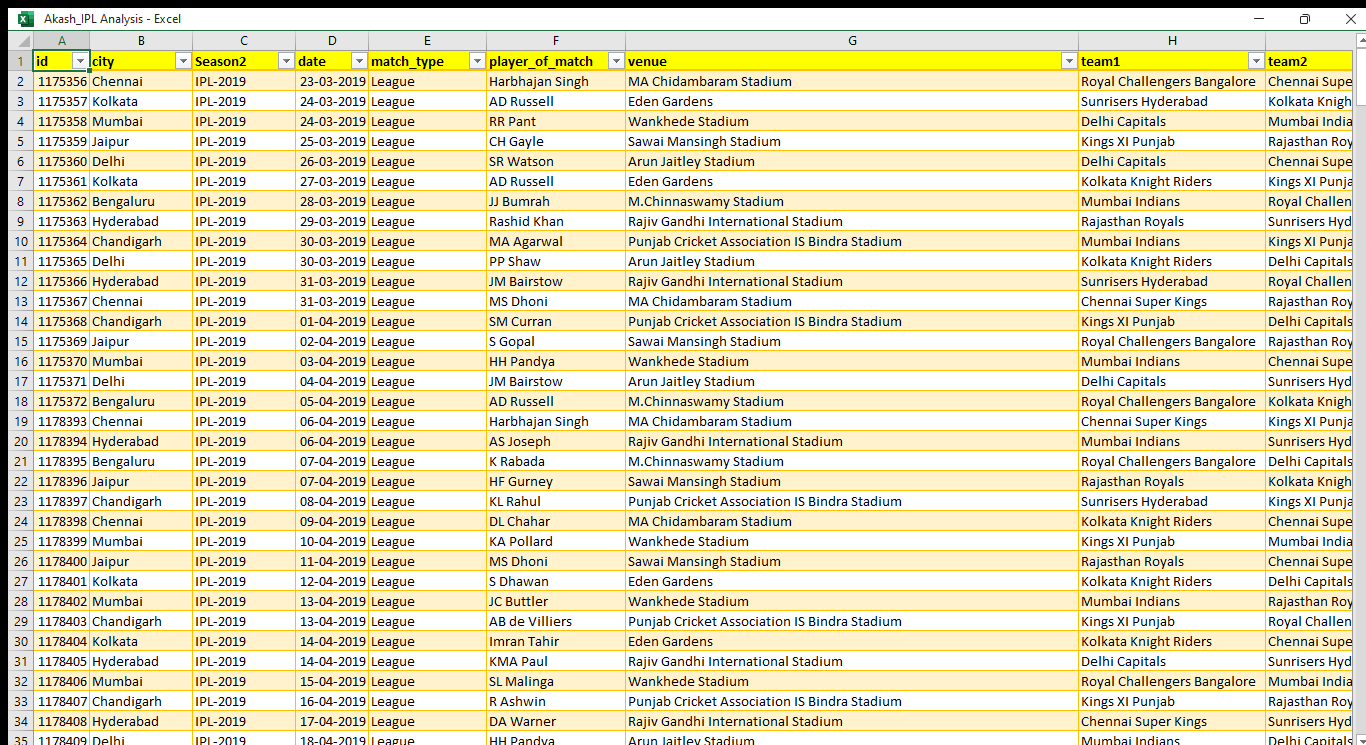 Akash_IPL Analysis - Excel
A B C D E F G H
1 id city Season2 date match_type player_of_match venue team1 team2
2 1175356 Chennai IPL-2019 23-03-2019 League Harbhajan Singh MA Chidambaram Stadium Royal Challengers Bangalore Chennai Supe
3 1175357 Kolkata IPL-2019 24-03-2019 League AD Russell Eden Gardens Sunrisers Hyderabad Kolkata Knigh
4 1175358 Mumbai IPL-2019 24-03-2019 League RR Pant Wankhede Stadium Delhi Capitals Mumbai India
5 1175359 Jaipur IPL-2019 25-03-2019 League CH Gayle Sawai Mansingh Stadium Kings XI Punjab Rajasthan Roy
6 1175360 Delhi IPL-2019 26-03-2019 League SR Watson Arun Jaitley Stadium Delhi Capitals Chennai Supe
7 1175361 Kolkata IPL-2019 27-03-2019 League AD Russell Eden Gardens Kolkata Knight Riders Kings XI Punja
8 1175362 Bengaluru IPL-2019 28-03-2019 League JJ Bumrah M.Chinnaswamy Stadium Mumbai Indians Royal Challen
9 1175363 Hyderabad IPL-2019 29-03-2019 League Rashid Khan Rajiv Gandhi International Stadium Rajasthan Royals Sunrisers Hyd
10 1175364 Chandigarh IPL-2019 30-03-2019 League MA Agarwal Punjab Cricket Association IS Bindra Stadium Mumbai Indians Kings XI Punja
11 1175365 Delhi IPL-2019 30-03-2019 League PP Shaw Arun Jaitley Stadium Kolkata Knight Riders Delhi Capitals
12 1175366 Hyderabad IPL-2019 31-03-2019 League JM Bairstow Rajiv Gandhi International Stadium Sunrisers Hyderabad Royal Challen
13 1175367 Chennai IPL-2019 31-03-2019 League MS Dhoni MA Chidambaram Stadium Chennai Super Kings Rajasthan Roy
14 1175368 Chandigarh IPL-2019 01-04-2019 League SM Curran Punjab Cricket Association IS Bindra Stadium Kings XI Punjab Delhi Capitals
15 1175369 Jaipur IPL-2019 02-04-2019 League S Gopal Sawai Mansingh Stadium Royal Challengers Bangalore Rajasthan Roy
16 1175370 Mumbai IPL-2019 03-04-2019 League HH Pandya Wankhede Stadium Mumbai Indians Chennai Supe
17 1175371 Delhi IPL-2019 04-04-2019 League JM Bairstow Arun Jaitley Stadium Delhi Capitals Sunrisers Hyd
18 1175372 Bengaluru IPL-2019 05-04-2019 League AD Russell M.Chinnaswamy Stadium Royal Challengers Bangalore Kolkata Knigh
19 1178393 Chennai IPL-2019 06-04-2019 League Harbhajan Singh MA Chidambaram Stadium Chennai Super Kings Kings XI Punja
20 1178394 Hyderabad IPL-2019 06-04-2019 League AS Joseph Rajiv Gandhi International Stadium Mumbai Indians Sunrisers Hyd
21 1178395 Bengaluru IPL-2019 07-04-2019 League K Rabada M.Chinnaswamy Stadium Royal Challengers Bangalore Delhi Capitals
22 1178396 Jaipur IPL-2019 07-04-2019 League HF Gurney Sawai Mansingh Stadium Rajasthan Royals Kolkata Knigh
23 1178397 Chandigarh IPL-2019 08-04-2019 League KL Rahul Punjab Cricket Association IS Bindra Stadium Sunrisers Hyderabad Kings XI Punja
24 1178398 Chennai IPL-2019 09-04-2019 League DL Chahar MA Chidambaram Stadium Kolkata Knight Riders Chennai Supe
25 1178399 Mumbai IPL-2019 10-04-2019 League KA Pollard Wankhede Stadium Kings XI Punjab Mumbai India
26 1178400 Jaipur IPL-2019 11-04-2019 League MS Dhoni Sawai Mansingh Stadium Rajasthan Royals Chennai Supe
27 1178401 Kolkata IPL-2019 12-04-2019 League S Dhawan Eden Gardens Kolkata Knight Riders Delhi Capitals
28 1178402 Mumbai IPL-2019 13-04-2019 League JC Buttler Wankhede Stadium Mumbai Indians Rajasthan Roy
29 1178403 Chandigarh IPL-2019 13-04-2019 League AB de Villiers Punjab Cricket Association IS Bindra Stadium Kings XI Punjab Royal Challen
30 1178404 Kolkata IPL-2019 14-04-2019 League Imran Tahir Eden Gardens Kolkata Knight Riders Chennai Supe
31 1178405 Hyderabad IPL-2019 14-04-2019 League KMA Paul Rajiv Gandhi International Stadium Delhi Capitals Sunrisers Hyd
32 1178406 Mumbai IPL-2019 15-04-2019 League SL Malinga Wankhede Stadium Royal Challengers Bangalore Mumbai India
33 1178407 Chandigarh IPL-2019 16-04-2019 League R Ashwin Punjab Cricket Association IS Bindra Stadium Kings XI Punjab Rajasthan Roy
34 1178408 Hyderabad IPL-2019 17-04-2019 League DA Warner Rajiv Gandhi International Stadium Chennai Super Kings Sunrisers Hyd
35 1178409 Delhi IPL-2019 18-04-2019 League HH Pandya Arun Jaitley Stadium Mumbai Indians Delhi Capitals